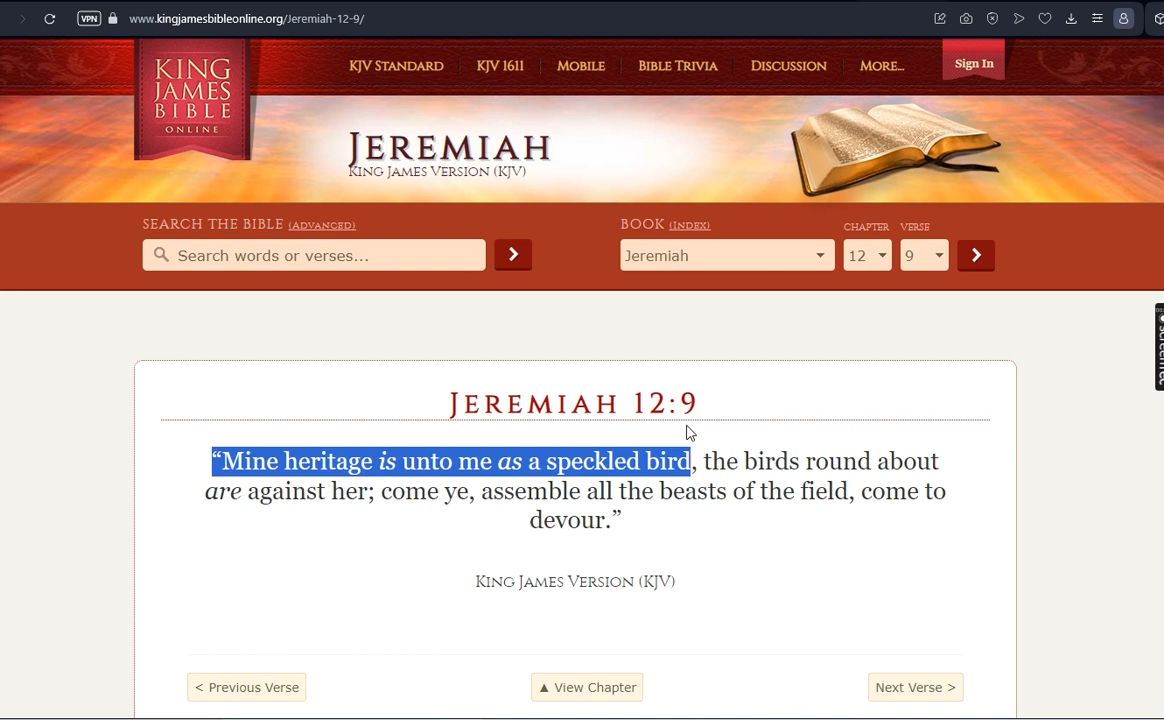 VPN
www.kingjamesbibleonline.org/Jeremiah-12-9/
KING
JAMES
BIBLE
ONLINE
KJV STANDARD
KJV 1611
MOBILE
BIBLE TRIVIA
DISCUSSION
MORE...
Sign In
JEREMIAH
KING JAMES VERSION (KJV)
SEARCH THE BIBLE (ADVANCED)
Search words or verses...
BOOK (INDEX)
CHAPTER
VERSE
Jeremiah
12
9
JEREMIAH 12:9
“Mine heritage is unto me as a speckled bird, the birds round about
are against her; come ye, assemble all the beasts of the field, come to
devour.”
KING JAMES VERSION (KJV)
< Previous Verse
▲ View Chapter
Next Verse >